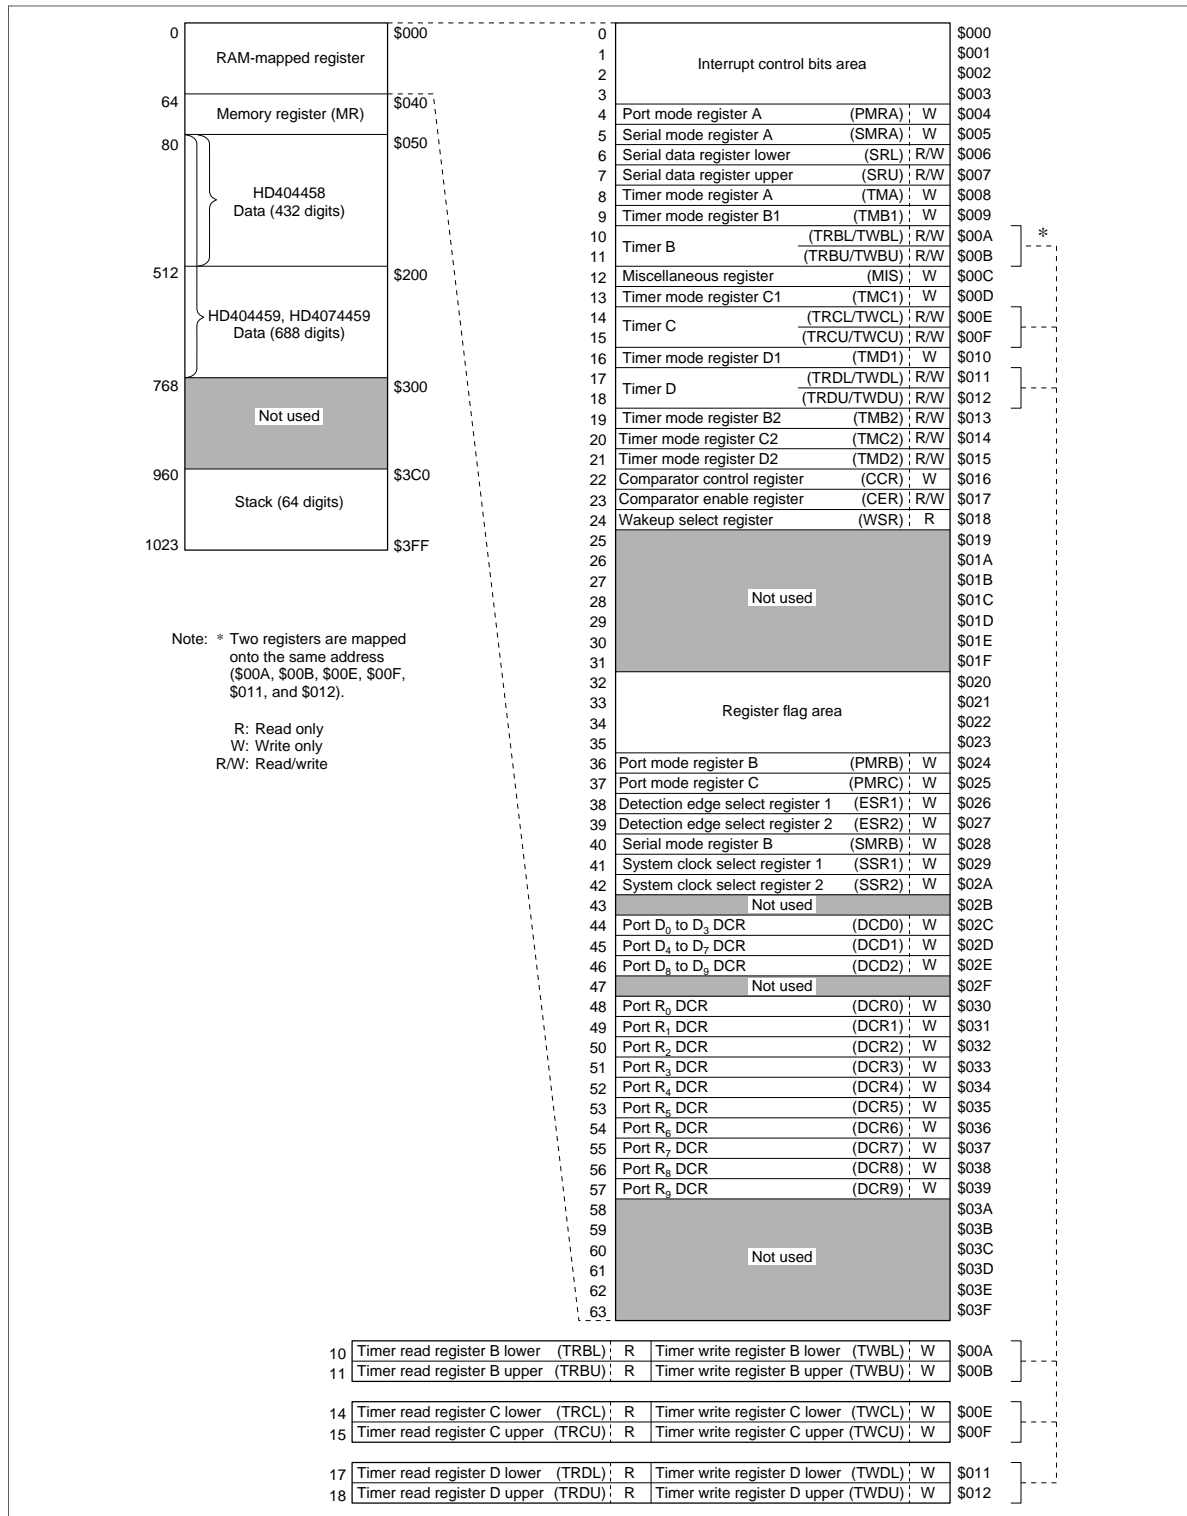 0 $000
RAM-mapped register
64 $040
Memory register (MR)
80 $050
HD404458
Data (432 digits)
512 $200
HD404459, HD4074459
Data (688 digits)
768 $300
Not used
960 $3C0
Stack (64 digits)
1023 $3FF
Note: * Two registers are mapped
onto the same address
($00A, $00B, $00E, $00F,
$011, and $012).
R: Read only
W: Write only
R/W: Read/write
0 $000
1 $001
Interrupt control bits area
2 $002
3 $003
4 Port mode register A (PMRA) W $004
5 Serial mode register A (SMRA) W $005
6 Serial data register lower (SRL) R/W $006
7 Serial data register upper (SRU) R/W $007
8 Timer mode register A (TMA) W $008
9 Timer mode register B1 (TMB1) W $009
10 (TRBL/TWBL) R/W $00A *
Timer B
11 (TRBU/TWBU) R/W $00B
12 Miscellaneous register (MIS) W $00C
13 Timer mode register C1 (TMC1) W $00D
14 (TRCL/TWCL) R/W $00E
Timer C
15 (TRCU/TWCU) R/W $00F
16 Timer mode register D1 (TMD1) W $010
17 (TRDL/TWDL) R/W $011
Timer D
18 (TRDU/TWDU) R/W $012
19 Timer mode register B2 (TMB2) R/W $013
20 Timer mode register C2 (TMC2) R/W $014
21 Timer mode register D2 (TMD2) R/W $015
22 Comparator control register (CCR) W $016
23 Comparator enable register (CER) R/W $017
24 Wakeup select register (WSR) R $018
25 $019
26 $01A
27 $01B
28 Not used $01C
29 $01D
30 $01E
31 $01F
32 $020
33 $021
Register flag area
34 $022
35 $023
36 Port mode register B (PMRB) W $024
37 Port mode register C (PMRC) W $025
38 Detection edge select register 1 (ESR1) W $026
39 Detection edge select register 2 (ESR2) W $027
40 Serial mode register B (SMRB) W $028
41 System clock select register 1 (SSR1) W $029
42 System clock select register 2 (SSR2) W $02A
43 Not used $02B
44 Port D0 to D3 DCR (DCD0) W $02C
45 Port D4 to D7 DCR (DCD1) W $02D
46 Port D8 to D9 DCR (DCD2) W $02E
47 Not used $02F
48 Port R0 DCR (DCR0) W $030
49 Port R1 DCR (DCR1) W $031
50 Port R2 DCR (DCR2) W $032
51 Port R3 DCR (DCR3) W $033
52 Port R4 DCR (DCR4) W $034
53 Port R5 DCR (DCR5) W $035
54 Port R6 DCR (DCR6) W $036
55 Port R7 DCR (DCR7) W $037
56 Port R8 DCR (DCR8) W $038
57 Port R9 DCR (DCR9) W $039
58 $03A
59 $03B
60 Not used $03C
61 $03D
62 $03E
63 $03F
10 Timer read register B lower (TRBL) R Timer write register B lower (TWBL) W $00A
11 Timer read register B upper (TRBU) R Timer write register B upper (TWBU) W $00B
14 Timer read register C lower (TRCL) R Timer write register C lower (TWCL) W $00E
15 Timer read register C upper (TRCU) R Timer write register C upper (TWCU) W $00F
17 Timer read register D lower (TRDL) R Timer write register D lower (TWDL) W $011
18 Timer read register D upper (TRDU) R Timer write register D upper (TWDU) W $012